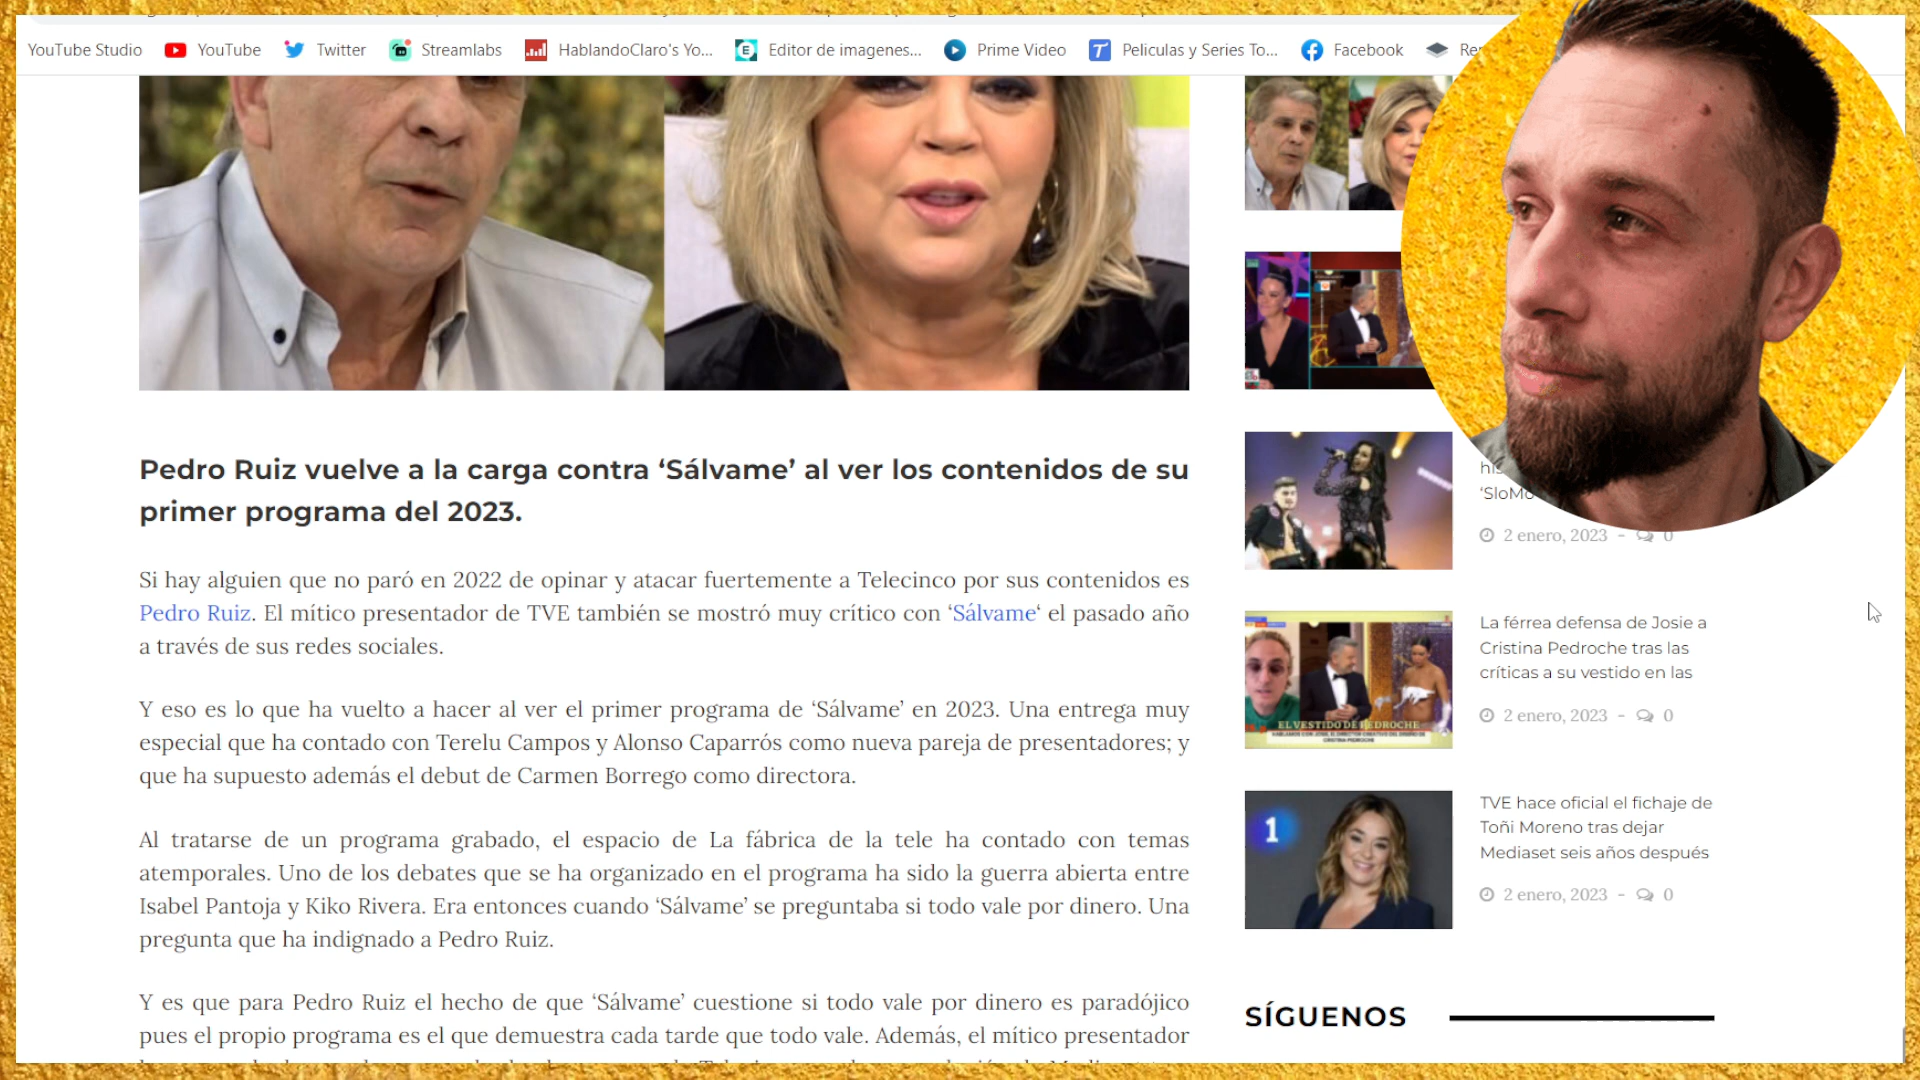 YouTube Studio YouTube Twitter Streamlabs HablandoClaro's Yo... Editor de imagenes... Prime Video Peliculas y Series To... Facebook
Pedro Ruiz vuelve a la carga contra ‘Sálvame’ al ver los contenidos de su
primer programa del 2023.
Si hay alguien que no paró en 2022 de opinar y atacar fuertemente a Telecinco por sus contenidos es
Pedro Ruiz. El mítico presentador de TVE también se mostró muy crítico con ‘Sálvame‘ el pasado año
a través de sus redes sociales.
Y eso es lo que ha vuelto a hacer al ver el primer programa de ‘Sálvame’ en 2023. Una entrega muy
especial que ha contado con Terelu Campos y Alonso Caparrós como nueva pareja de presentadores; y
que ha supuesto además el debut de Carmen Borrego como directora.
Al tratarse de un programa grabado, el espacio de La fábrica de la tele ha contado con temas
atemporales. Uno de los debates que se ha organizado en el programa ha sido la guerra abierta entre
Isabel Pantoja y Kiko Rivera. Era entonces cuando ‘Sálvame’ se preguntaba si todo vale por dinero. Una
pregunta que ha indignado a Pedro Ruiz.
Y es que para Pedro Ruiz el hecho de que ‘Sálvame’ cuestione si todo vale por dinero es paradójico
pues el propio programa es el que demuestra cada tarde que todo vale. Además, el mítico presentador
‘SloMo
2 enero, 2023 - 0
EL VESTIDO DE PEDROCHE
La férrea defensa de Josie a
Cristina Pedroche tras las
críticas a su vestido en las
2 enero, 2023 - 0
1
TVE hace oficial el fichaje de
Toñi Moreno tras dejar
Mediaset seis años después
2 enero, 2023 - 0
SÍGUENOS